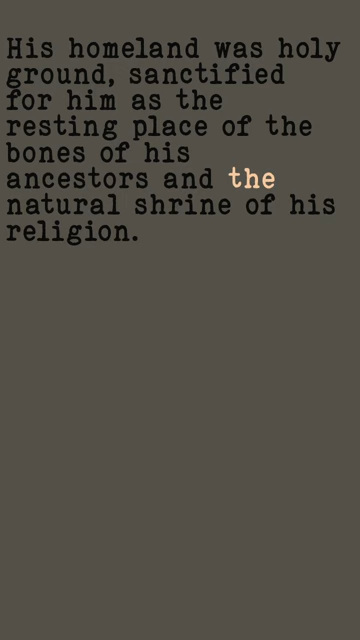 His homeland was holy
ground, sanctified
for him as the
resting place of the
bones of his
ancestors and the
natural shrine of his
religion.